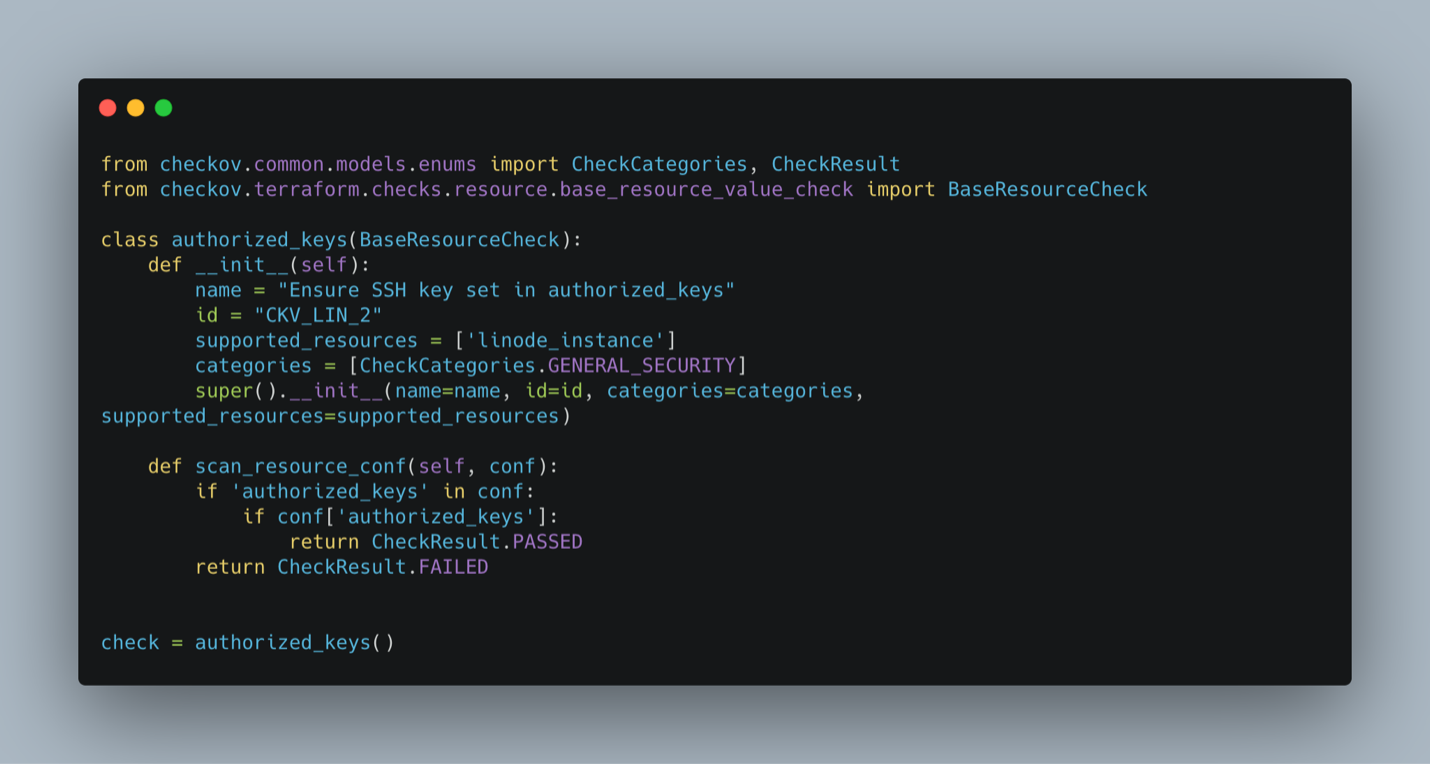 from checkov.common.models.enums import CheckCategories, CheckResult
from checkov.terraform.checks.resource.base_resource_value_check import BaseResourceCheck

class authorized_keys(BaseResourceCheck):
    def __init__(self):
        name = "Ensure SSH key set in authorized_keys"
        id = "CKV_LIN_2"
        supported_resources = ['linode_instance']
        categories = [CheckCategories.GENERAL_SECURITY]
        super().__init__(name=name, id=id, categories=categories,
supported_resources=supported_resources)

    def scan_resource_conf(self, conf):
        if 'authorized_keys' in conf:
            if conf['authorized_keys']:
                return CheckResult.PASSED
        return CheckResult.FAILED


check = authorized_keys()